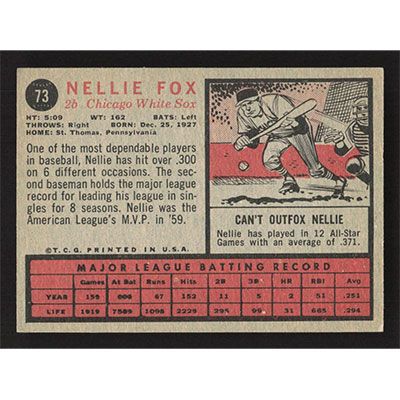 73
NELLIE FOX
2b Chicago White Sox
HT: 5:09 WT: 162 BATS: Left
THROWS: Right BORN: Dec. 25, 1927
HOME: St. Thomas, Pennsylvania
One of the most dependable players in
baseball, Nellie has hit over .300
on 6 different occasions. The sec-
ond baseman holds the major league
record for leading his league in sin-
gles for 8 seasons. Nellie was the
American League's M.V.P. in '59.
©T.C.G. PRINTED IN U.S.A.
CAN'T OUTFOX NELLIE
Nellie has played in 12 All-Star
Games with an average of .371.
MAJOR LEAGUE BATTING RECORD
Games At Bat Runs Hits 2B 3B HR RBI Avg.
YEAR 159 606 67 152 11 5 2 51 .251
LIFE 1919 7589 1098 2235 295 99 31 665 .294